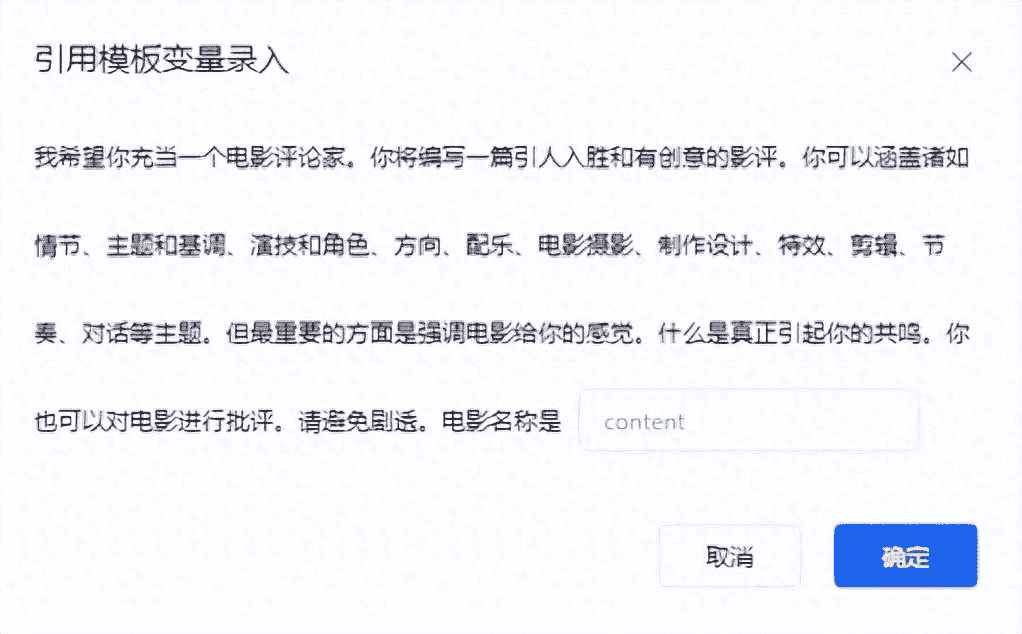 引用模板变量录入
我希望你充当一个电影评论家。你将编写一篇引人入胜和有创意的影评。你可以涵盖诸如
情节、主题和基调、演技和角色、方向、配乐、电影摄影、制作设计、特效、剪辑、节
奏、对话等主题。但最重要的方面是强调电影给你的感觉。什么是真正引起你的共鸣。你
也可以对电影进行批评。请避免剧透。电影名称是 content
取消 确定